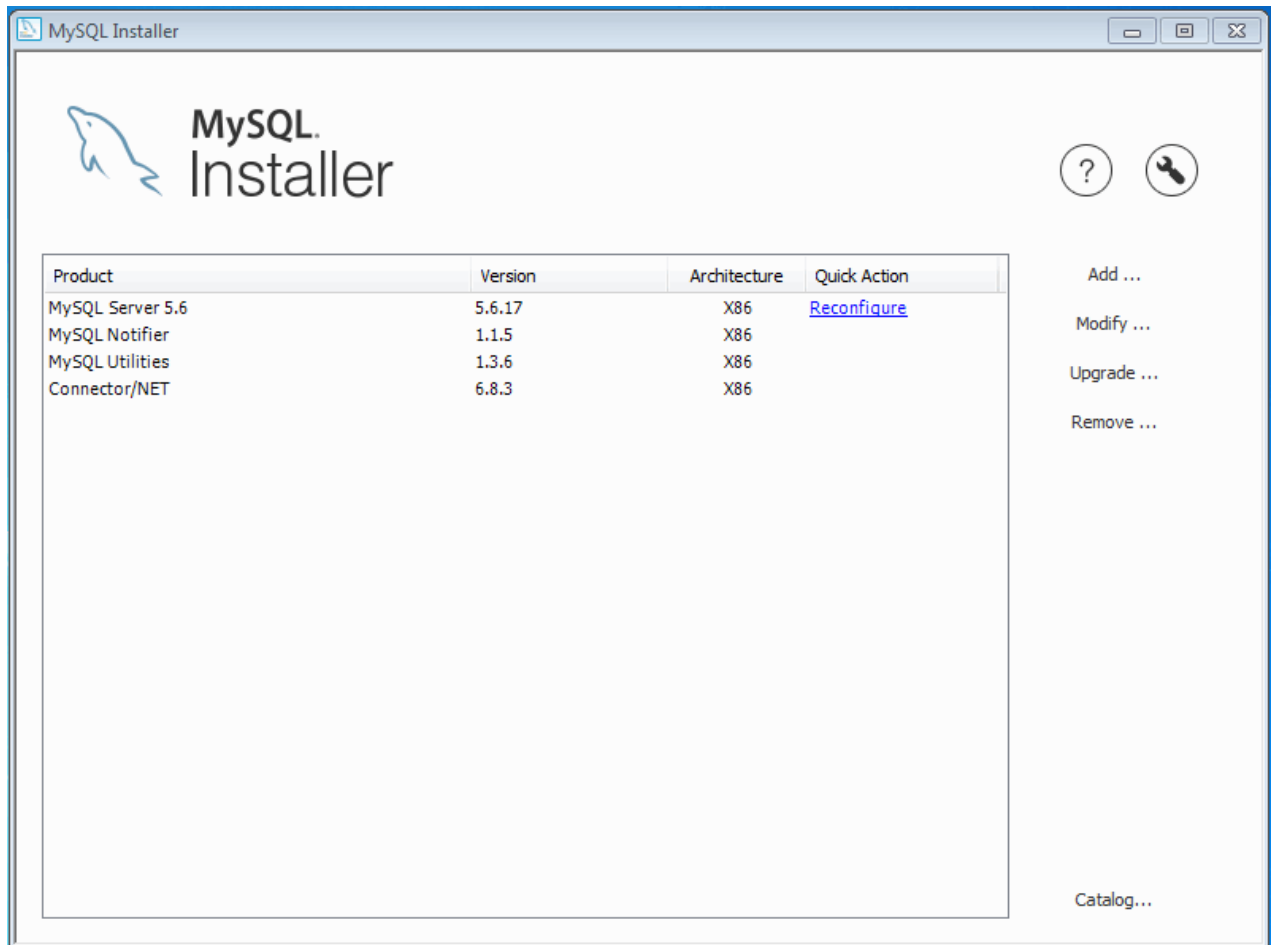 MySQL Installer
MySQL.
Installer
?
Product Version Architecture Quick Action
MySQL Server 5.6 5.6.17 X86 Reconfigure
MySQL Notifier 1.1.5 X86
MySQL Utilities 1.3.6 X86
Connector/NET 6.8.3 X86
Add ...
Modify ...
Upgrade ...
Remove ...
Catalog...